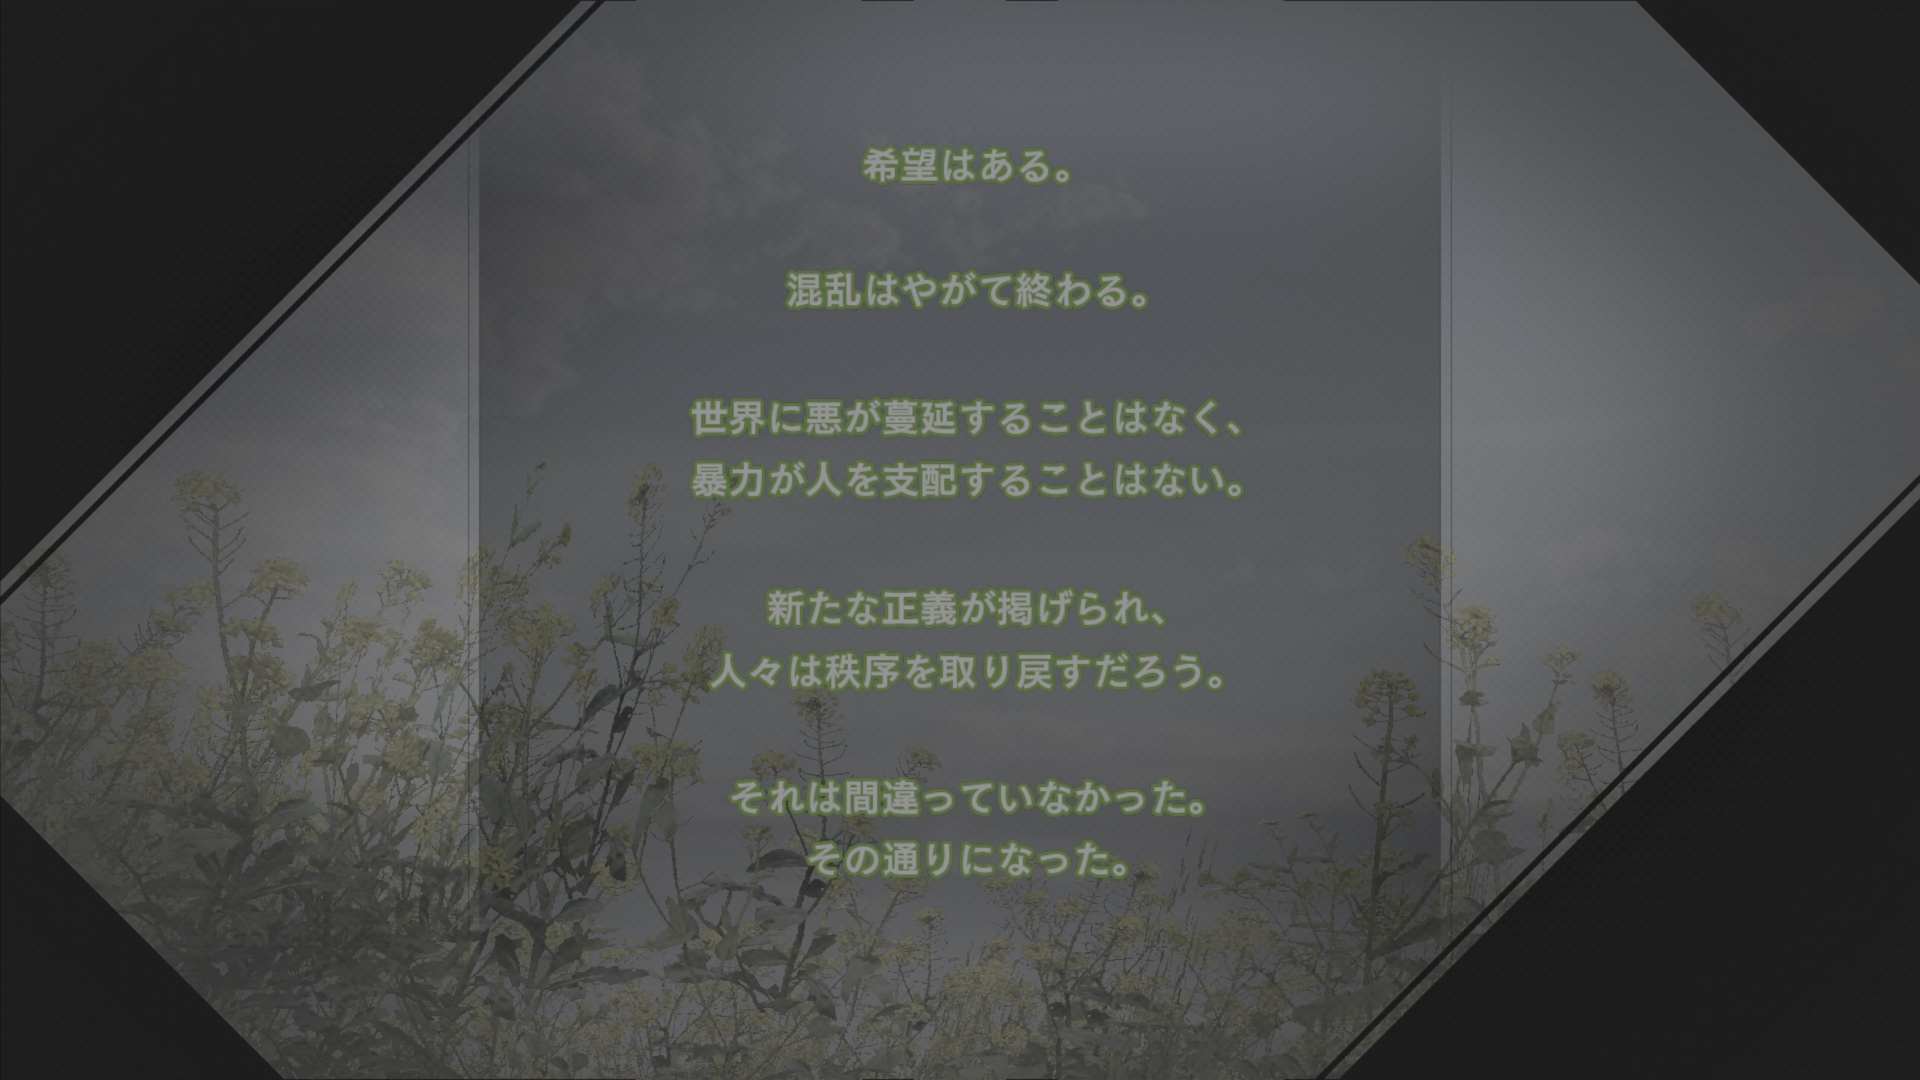 希望はある。
混乱はやがて終わる。
世界に悪が蔓延することはなく、
暴力が人を支配することはない。
新たな正義が掲げられ、
人々は秩序を取り戻すだろう。
それは間違っていなかった。
その通りになった。